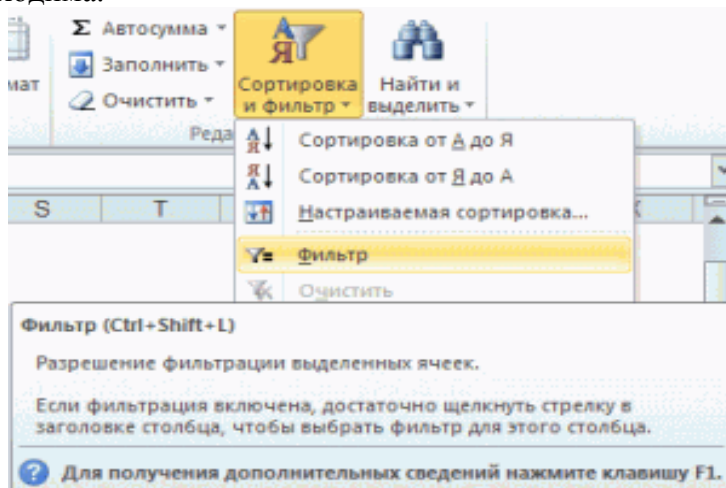 Σ Автосумма
Заполнить
Очистить
Сортировка
и фильтр
Найти и
выделить
мат
Реда
Сортировка от А до Я
Сортировка от Я до А
Настраиваемая сортировка...
S T
Фильтр
Очистить
Фильтр (Ctrl+Shift+L)
Разрешение фильтрации выделенных ячеек.
Если фильтрация включена, достаточно щелкнуть стрелку в
заголовке столбца, чтобы выбрать фильтр для этого столбца.
Для получения дополнительных сведений нажмите клавишу F1.